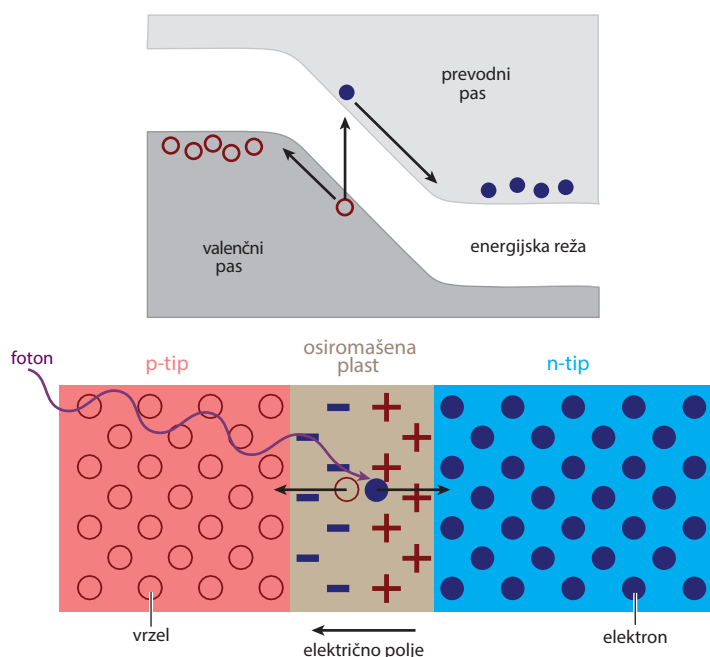 prevodni
pas
valenčni
pas
energijska reža
foton
p-tip
osiromašena
plast
n-tip
vrzel
električno polje
elektron